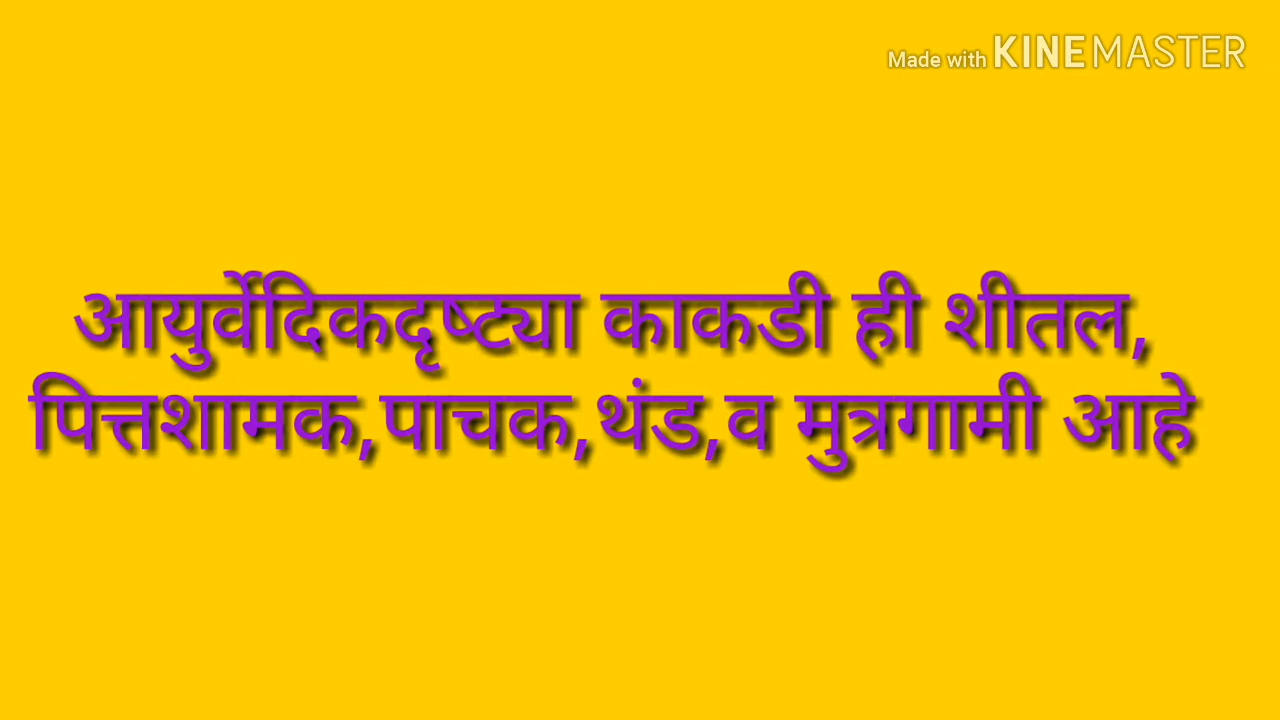 Made with KINEMASTER
आयुर्वेदिकदृष्ट्या काकडी ही शीतल,
पित्तशामक,पाचक,थंड,व मुत्रगामी आहे